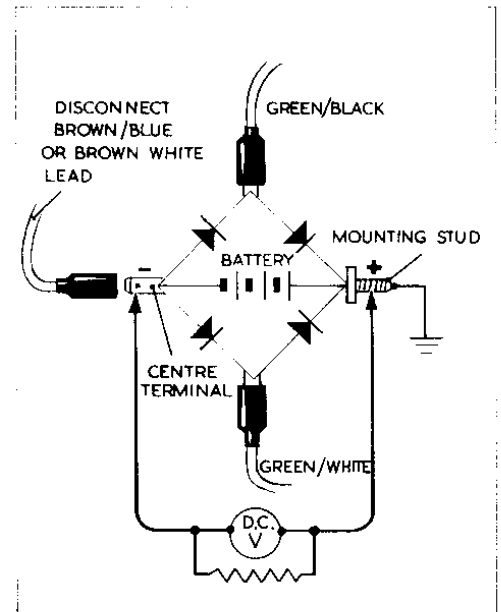 DISCONNECT
BROWN/BLUE
OR BROWN WHITE
LEAD
GREEN/BLACK
MOUNTING STUD
BATTERY
-
+
CENTRE
TERMINAL
GREEN/WHITE
D.C.
V